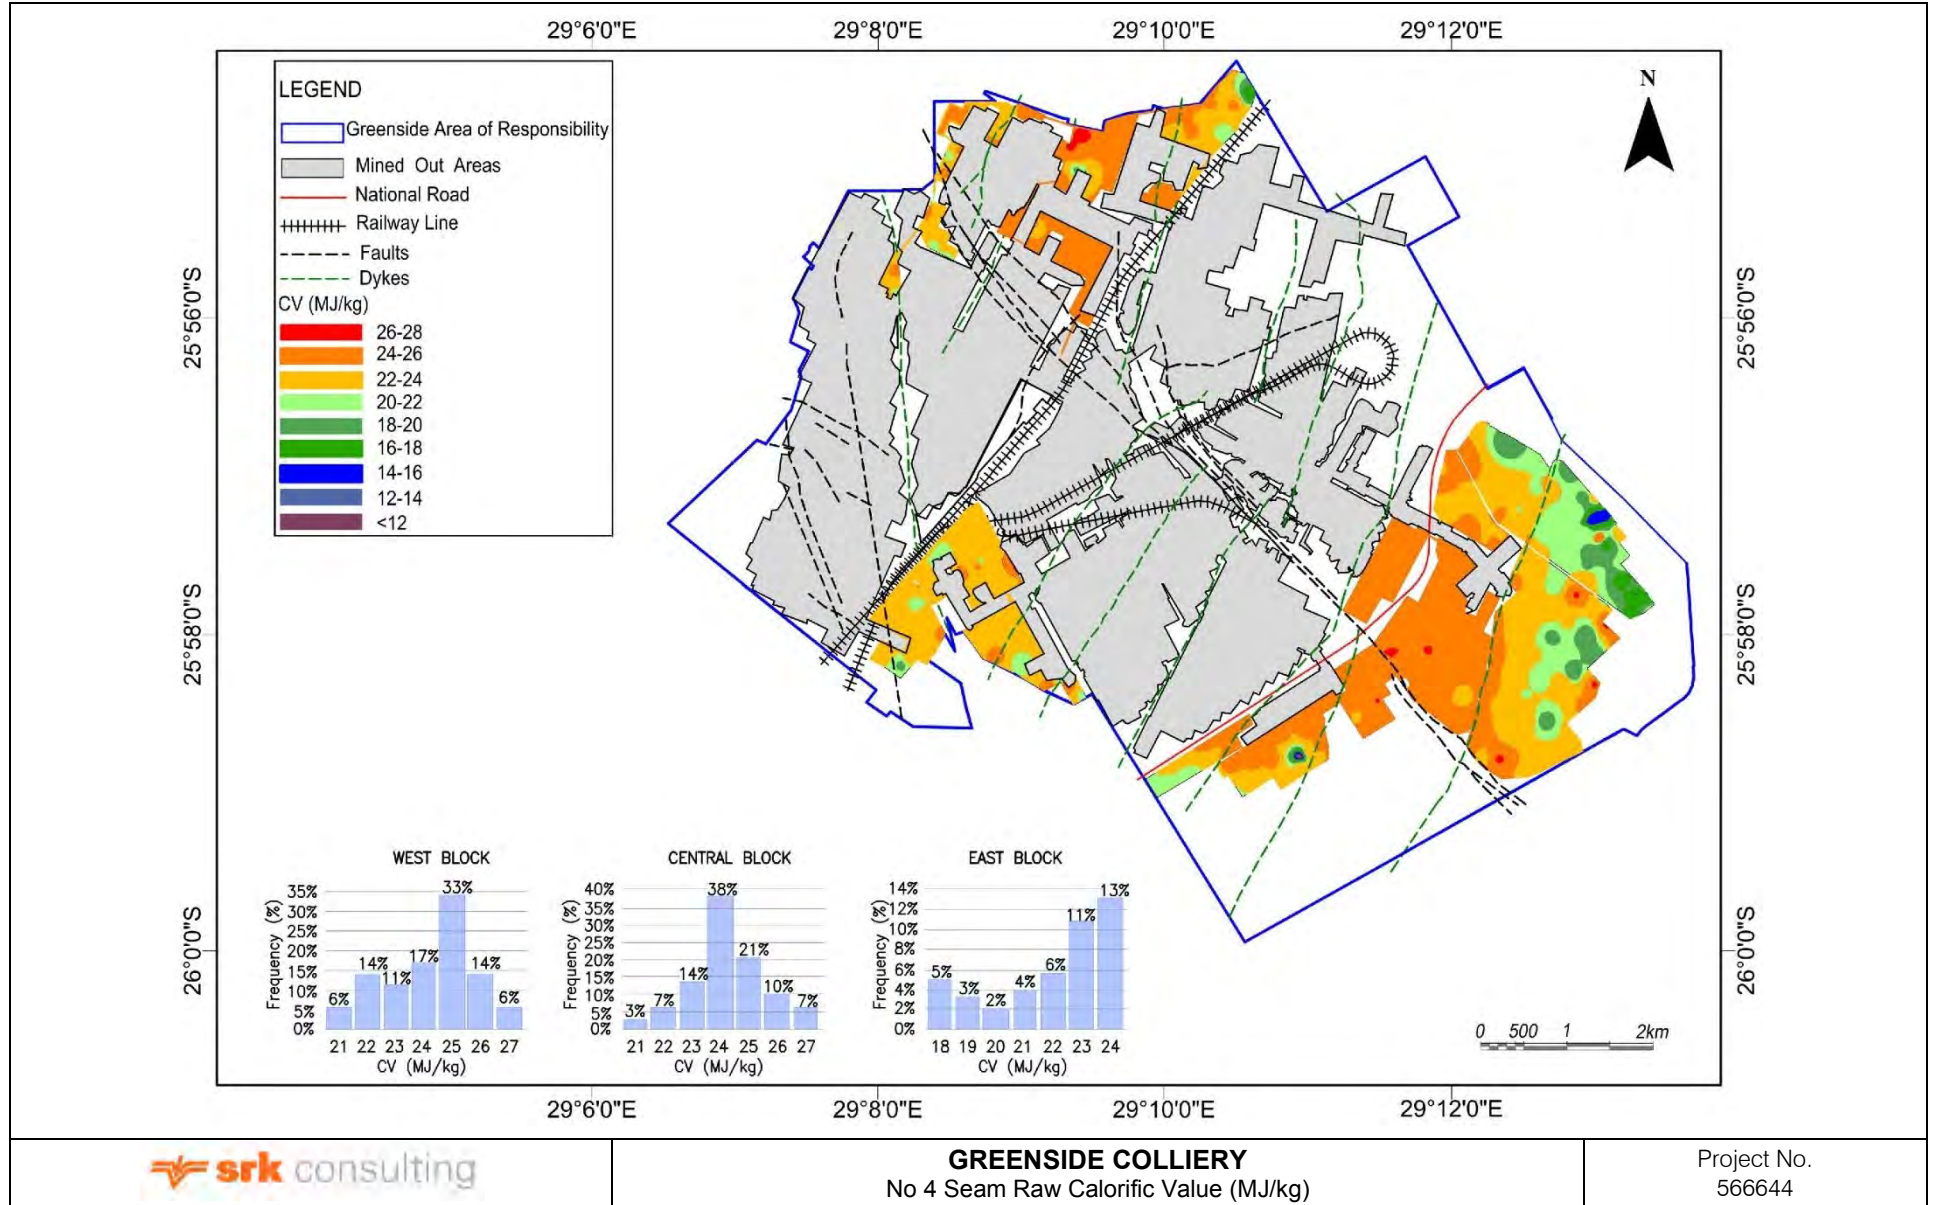 29°6'0"E 29°8'0"E 29°10'0"E 29°12'0"E
N
LEGEND
Greenside Area of Responsibility
Mined Out Areas
National Road
Railway Line
Faults
Dykes
CV (MJ/kg)
26-28
24-26
22-24
20-22
18-20
16-18
14-16
12-14
<12
25°56'0"S
25°58'0"S
26°0'0"S
25°56'0"S
25°58'0"S
26°0'0"S
WEST BLOCK
Frequency (%)
35%
30%
25%
20%
15%
10%
5%
0%
6% 14% 11% 17% 33% 14% 6%
21 22 23 24 25 26 27
CV (MJ/kg)
CENTRAL BLOCK
Frequency (%)
40%
35%
30%
25%
20%
15%
10%
5%
0%
3% 7% 14% 38% 21% 10% 7%
21 22 23 24 25 26 27
CV (MJ/kg)
EAST BLOCK
Frequency (%)
14%
12%
10%
8%
6%
4%
2%
0%
5% 3% 2% 4% 6% 11% 13%
18 19 20 21 22 23 24
CV (MJ/kg)
0 500 1 2km
29°6'0"E 29°8'0"E 29°10'0"E 29°12'0"E
srk consulting
GREENSIDE COLLIERY
No 4 Seam Raw Calorific Value (MJ/kg)
Project No.
566644